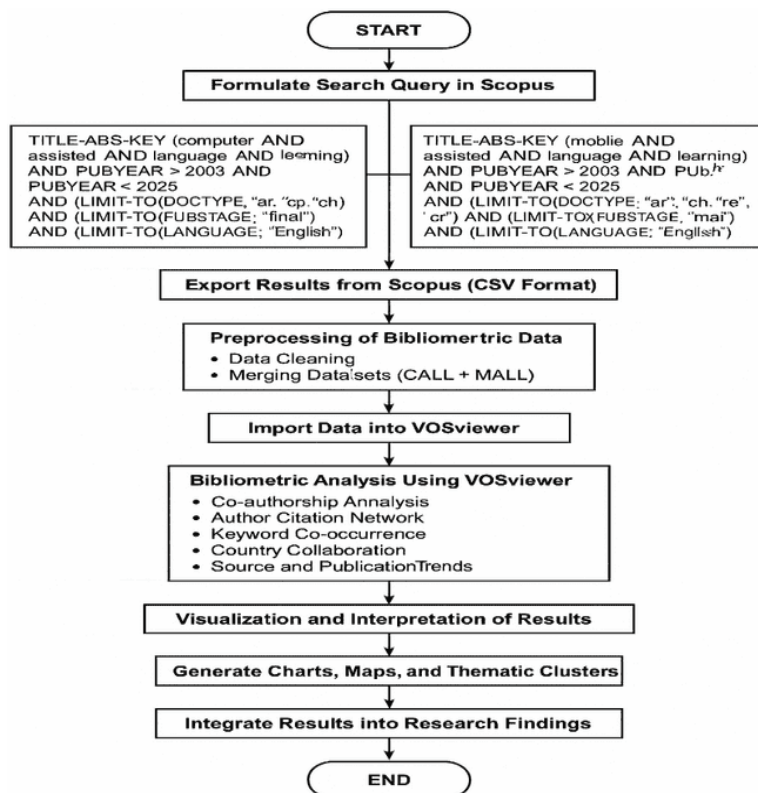 START
Formulate Search Query in Scopus
TITLE-ABS-KEY (computer AND
assisted AND language AND leeming)
AND PUBYEAR > 2003 AND
PUBYEAR < 2025
AND (LIMIT-TO(DOCTYPE, "ar. "cp. "ch)
AND (LIMIT-TO(FUBSTAGE; "final")
AND (LIMIT-TO(LANGUAGE; "English")
TITLE-ABS-KEY (moblie AND
assisted AND language AND learning)
AND PUBYEAR > 2003 AND
AND PUBYEAR < 2025
AND (LIMIT-TO(DOCTYPE; "ar", "ch. "re",
"cr") AND (LIMIT-TOX(FUBSTAGE, "mai")
AND (LIMIT-TO(LANGUAGE;
Export Results from Scopus (CSV Format)
Preprocessing of Bibliomertric Data
• Data Cleaning
• Merging Datasets (CALL + MALL)
Import Data into VOSviewer
Bibliometric Analysis Using VOSviewer
• Co-authorship Annalysis
• Author Citation Network
• Keyword Co-occurrence
• Country Collaboration
• Source and PublicationTrends
Visualization and Interpretation of Results
Generate Charts, Maps, and Thematic Clusters
Integrate Results into Research Findings
END